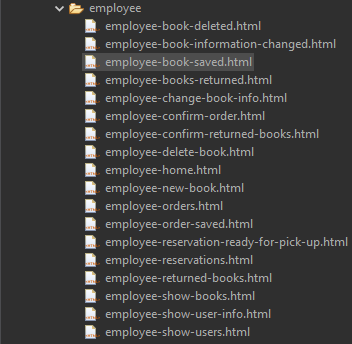 employee
employee-book-deleted.html
employee-book-information-changed.html
employee-book-saved.html
employee-books-returned.html
employee-change-book-info.html
employee-confirm-order.html
employee-confirm-returned-books.html
employee-delete-book.html
employee-home.html
employee-new-book.html
employee-orders.html
employee-order-saved.html
employee-reservation-ready-for-pick-up.html
employee-reservations.html
employee-returned-books.html
employee-show-books.html
employee-show-user-info.html
employee-show-users.html